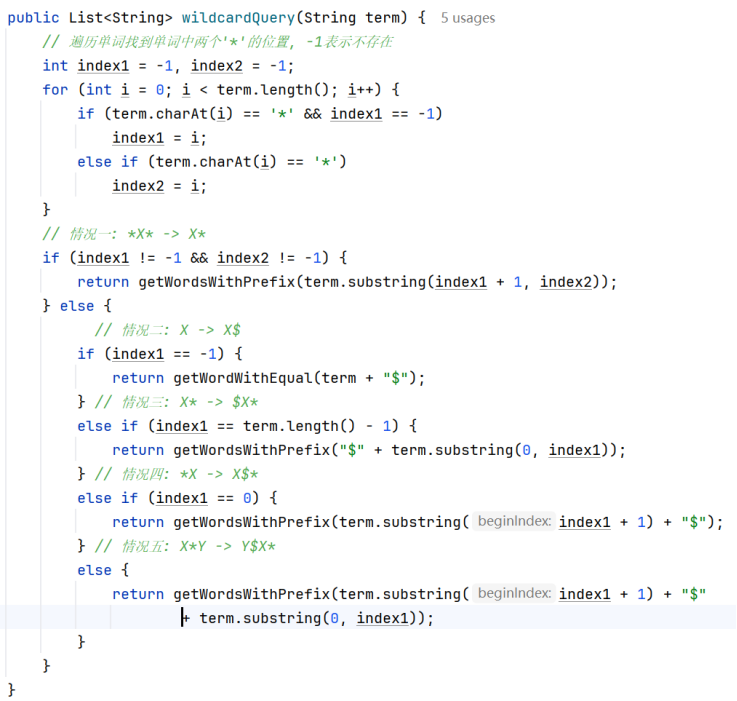 public List<String> wildcardQuery(String term) { 5 usages
// 遍历单词找到单词中两个'*'的位置, -1表示不存在
int index1 = -1, index2 = -1;
for (int i = 0; i < term.length(); i++) {
if (term.charAt(i) == '*' && index1 == -1)
index1 = i;
else if (term.charAt(i) == '*')
index2 = i;
}
// 情况一: *X* -> X*
if (index1 != -1 && index2 != -1) {
return getWordsWithPrefix(term.substring(index1 + 1, index2));
} else {
// 情况二: X -> X$
if (index1 == -1) {
return getWordWithEqual(term + "$");
} // 情况三: X* -> $X*
else if (index1 == term.length() - 1) {
return getWordsWithPrefix("$" + term.substring(0, index1));
} // 情况四: *X -> X$*
else if (index1 == 0) {
return getWordsWithPrefix(term.substring( beginIndex: index1 + 1) + "$");
} // 情况五: X*Y -> Y$X*
else {
return getWordsWithPrefix(term.substring( beginIndex: index1 + 1) + "$"
+ term.substring(0, index1));
}
}
}